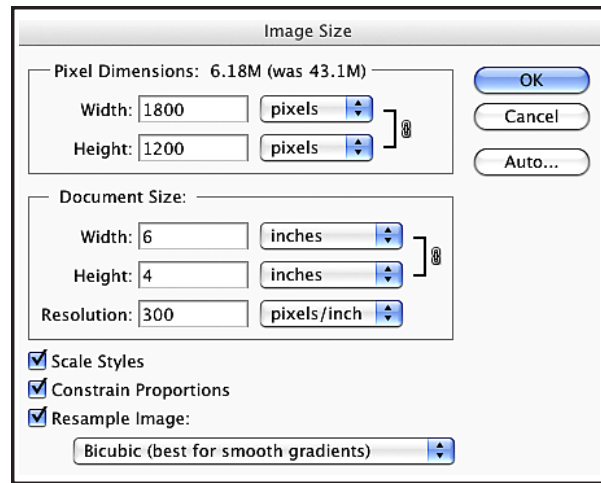 Image Size
Pixel Dimensions: 6.18M (was 43.1M)
Width: 1800 pixels
Height: 1200 pixels
OK
Cancel
Auto...
Document Size:
Width: 6 inches
Height: 4 inches
Resolution: 300 pixels/inch
Scale Styles
Constrain Proportions
Resample Image:
Bicubic (best for smooth gradients)